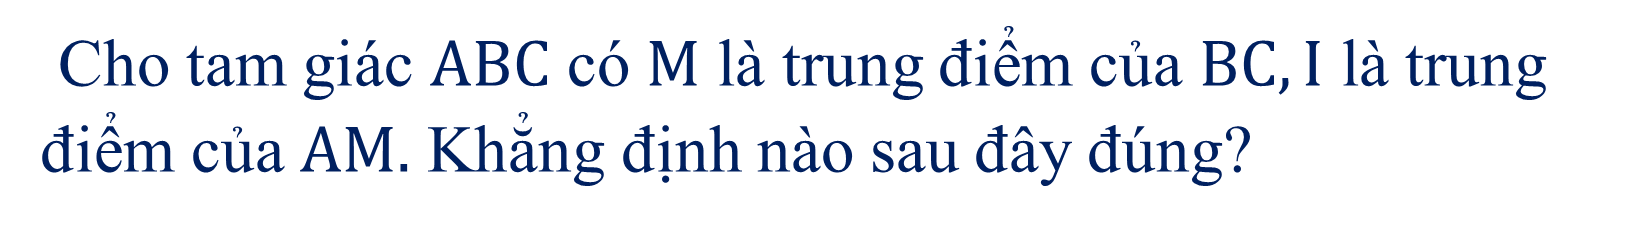 Cho tam giác ABC có M là trung điểm của BC, I là trung
điểm của AM. Khẳng định nào sau đây đúng?